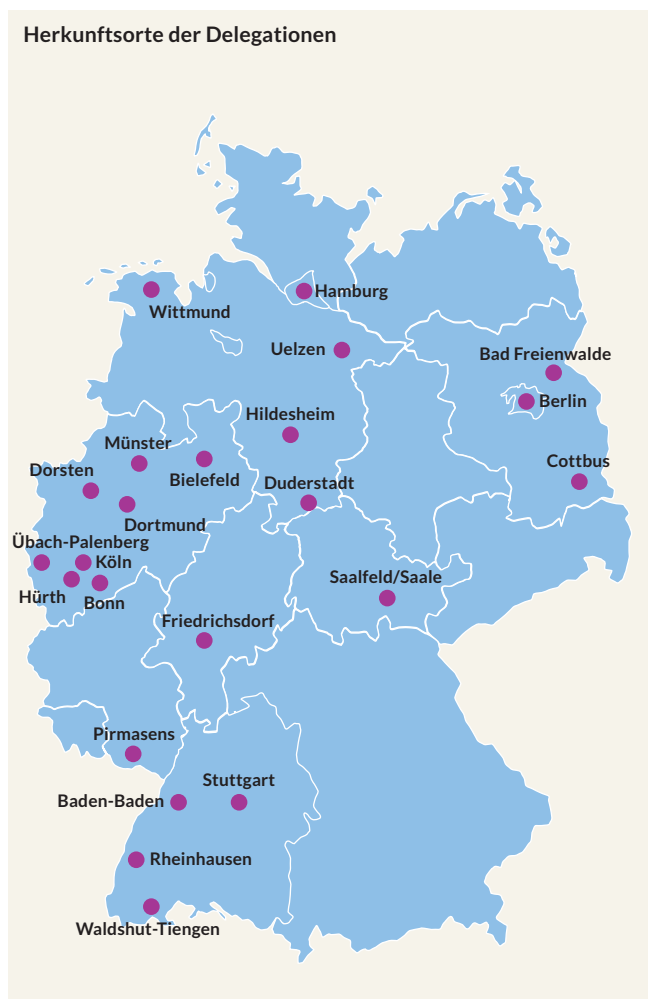 Herkunftsorte der Delegationen
Hamburg
Wittmund
Uelzen
Bad Freienwalde
Berlin
Hildesheim
Münster
Cottbus
Dorsten
Bielefeld
Duderstadt
Dortmund
Übach-Palenberg
Köln
Saalfeld/Saale
Hürth
Bonn
Friedrichsdorf
Pirmasens
Stuttgart
Baden-Baden
Rheinhausen
Waldshut-Tiengen